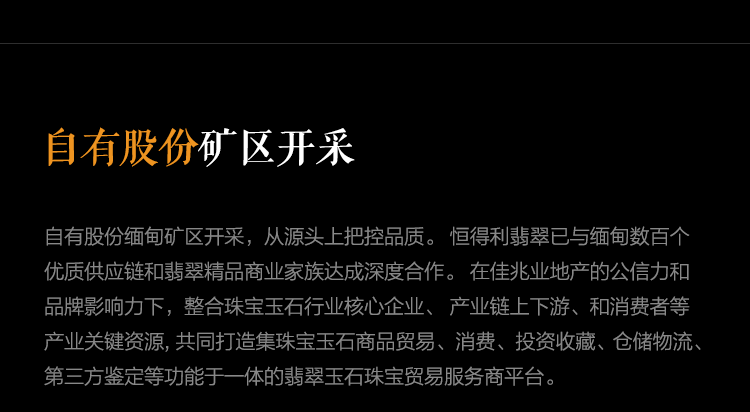 自有股份矿区开采
自有股份缅甸矿区开采，从源头上把控品质。恒得利翡翠已与缅甸数百个
优质供应链和翡翠精品商业家族达成深度合作。在佳兆业地产的公信力和
品牌影响力下，整合珠宝玉石行业核心企业、产业链上下游、和消费者等
产业关键资源,共同打造集珠宝玉石商品贸易、消费、投资收藏、仓储物流、
第三方鉴定等功能于一体的翡翠玉石珠宝贸易服务商平台。